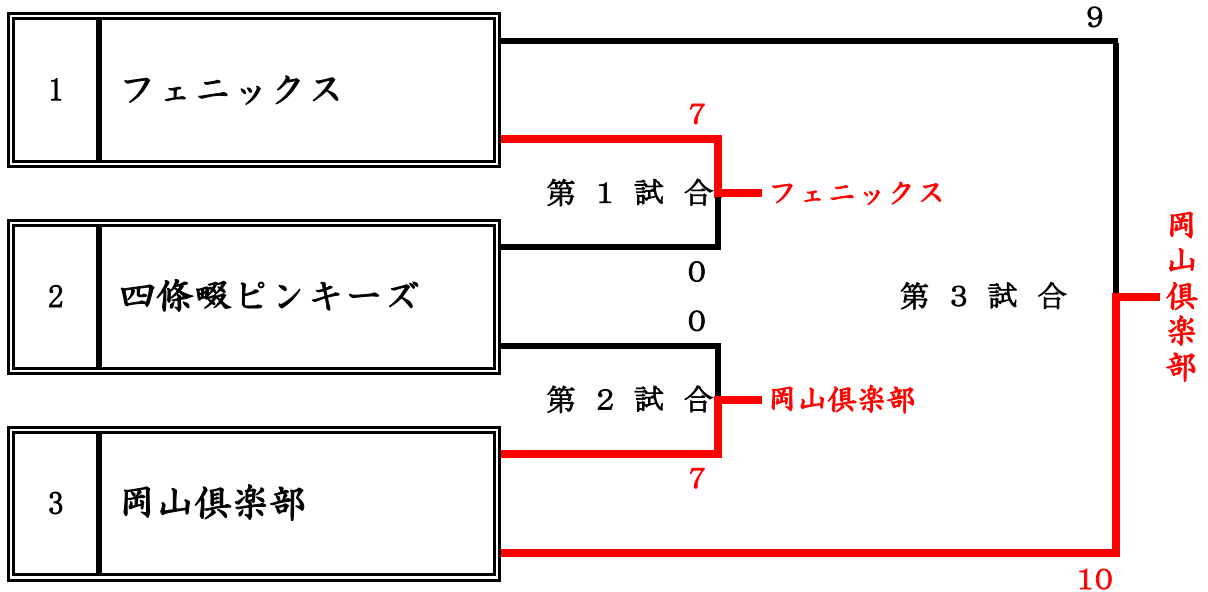 9
1 フェニックス
7
第1試合 フェニックス
0
2 四條畷ピンキーズ
第3試合
岡山倶楽部
0
第2試合 岡山倶楽部
7
3 岡山倶楽部
10